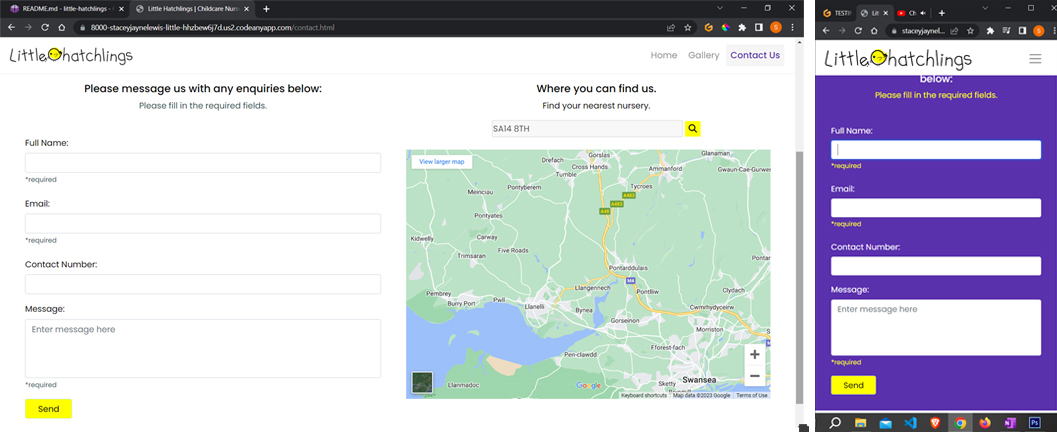 README.md - little-hatchlings -
Little Hatchlings | Childcare Nurs
8000-staceyjaynelewis-little-hhzbew6j7d.us2.codeanyapp.com/contact.html
Little hatchlings
Home Gallery Contact Us
Please message us with any enquiries below:
Please fill in the required fields.
Full Name:
*required
Email:
*required
Contact Number:
Message:
Enter message here
*required
Send
Where you can find us.
Find your nearest nursery.
SA14 8TH
View larger map
Gorslas
Glanaman
Drefach
Cross Hands
Tumble
Ammanford
Gwaun-Cae-Gurwen
Tycroes
Meinciau
Pontyberem
A483
A48
A483
Pontyates
Kidwelly
Carway
Trimsaran
Five Roads
Pontarddulais
M4
Pembrey
Burry Port
Pwll
Llangennech
Pontlliw
Clydach
Llanelli
Bynea
Cwmrhydyceirw
Gorseinon
Morriston
Pen-clawdd
Fforest-fach
Llanmadoc
Sketty
Swansea
Google
Keyboard shortcuts
Map data ©2023 Google
Terms of Use
TESTI
Lit
Ch
staceyjaynel...
Little hatchlings
below:
Please fill in the required fields.
Full Name:
*required
Email:
*required
Contact Number:
Message:
Enter message here
*required
Send